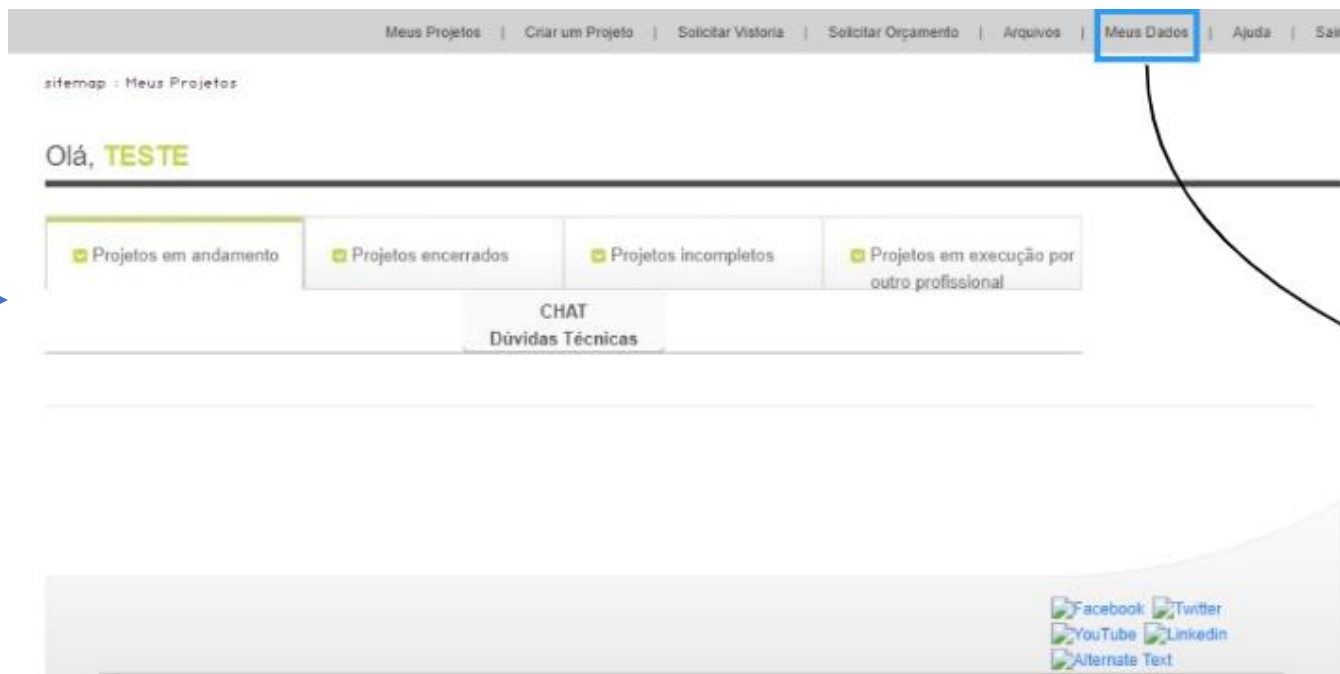 Meus Projetos | Criar um Projeto | Solicitar Vistoria | Solicitar Orçamento | Arquivos | Meus Dados | Ajuda | Sair
sitemap : Meus Projetos
Olá, TESTE
Projetos em andamento
Projetos encerrados
Projetos incompletos
Projetos em execução por
outro profissional
CHAT
Dúvidas Técnicas
Facebook Twitter
YouTube Linkedin
Alternate Text